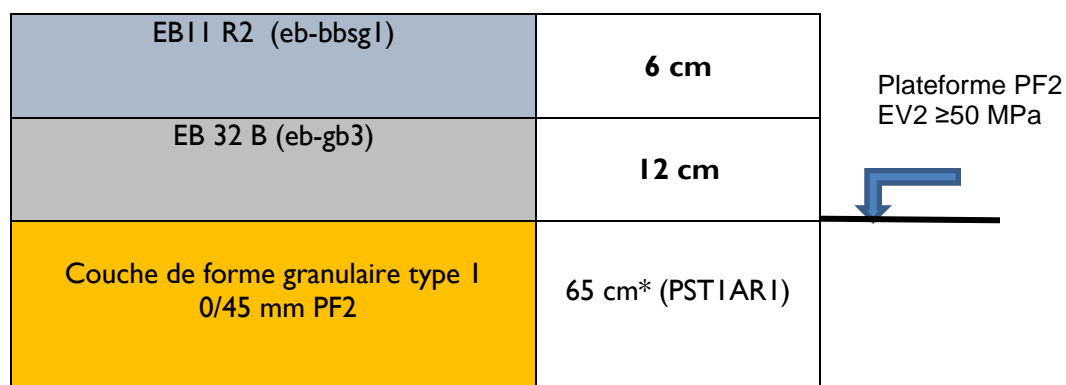 EB11 R2 (eb-bbsg1)
6 cm
Plateforme PF2
EV2 ≥50 MPa
EB 32 B (eb-gb3)
12 cm
Couche de forme granulaire type 1
0/45 mm PF2
65 cm* (PST1AR1)